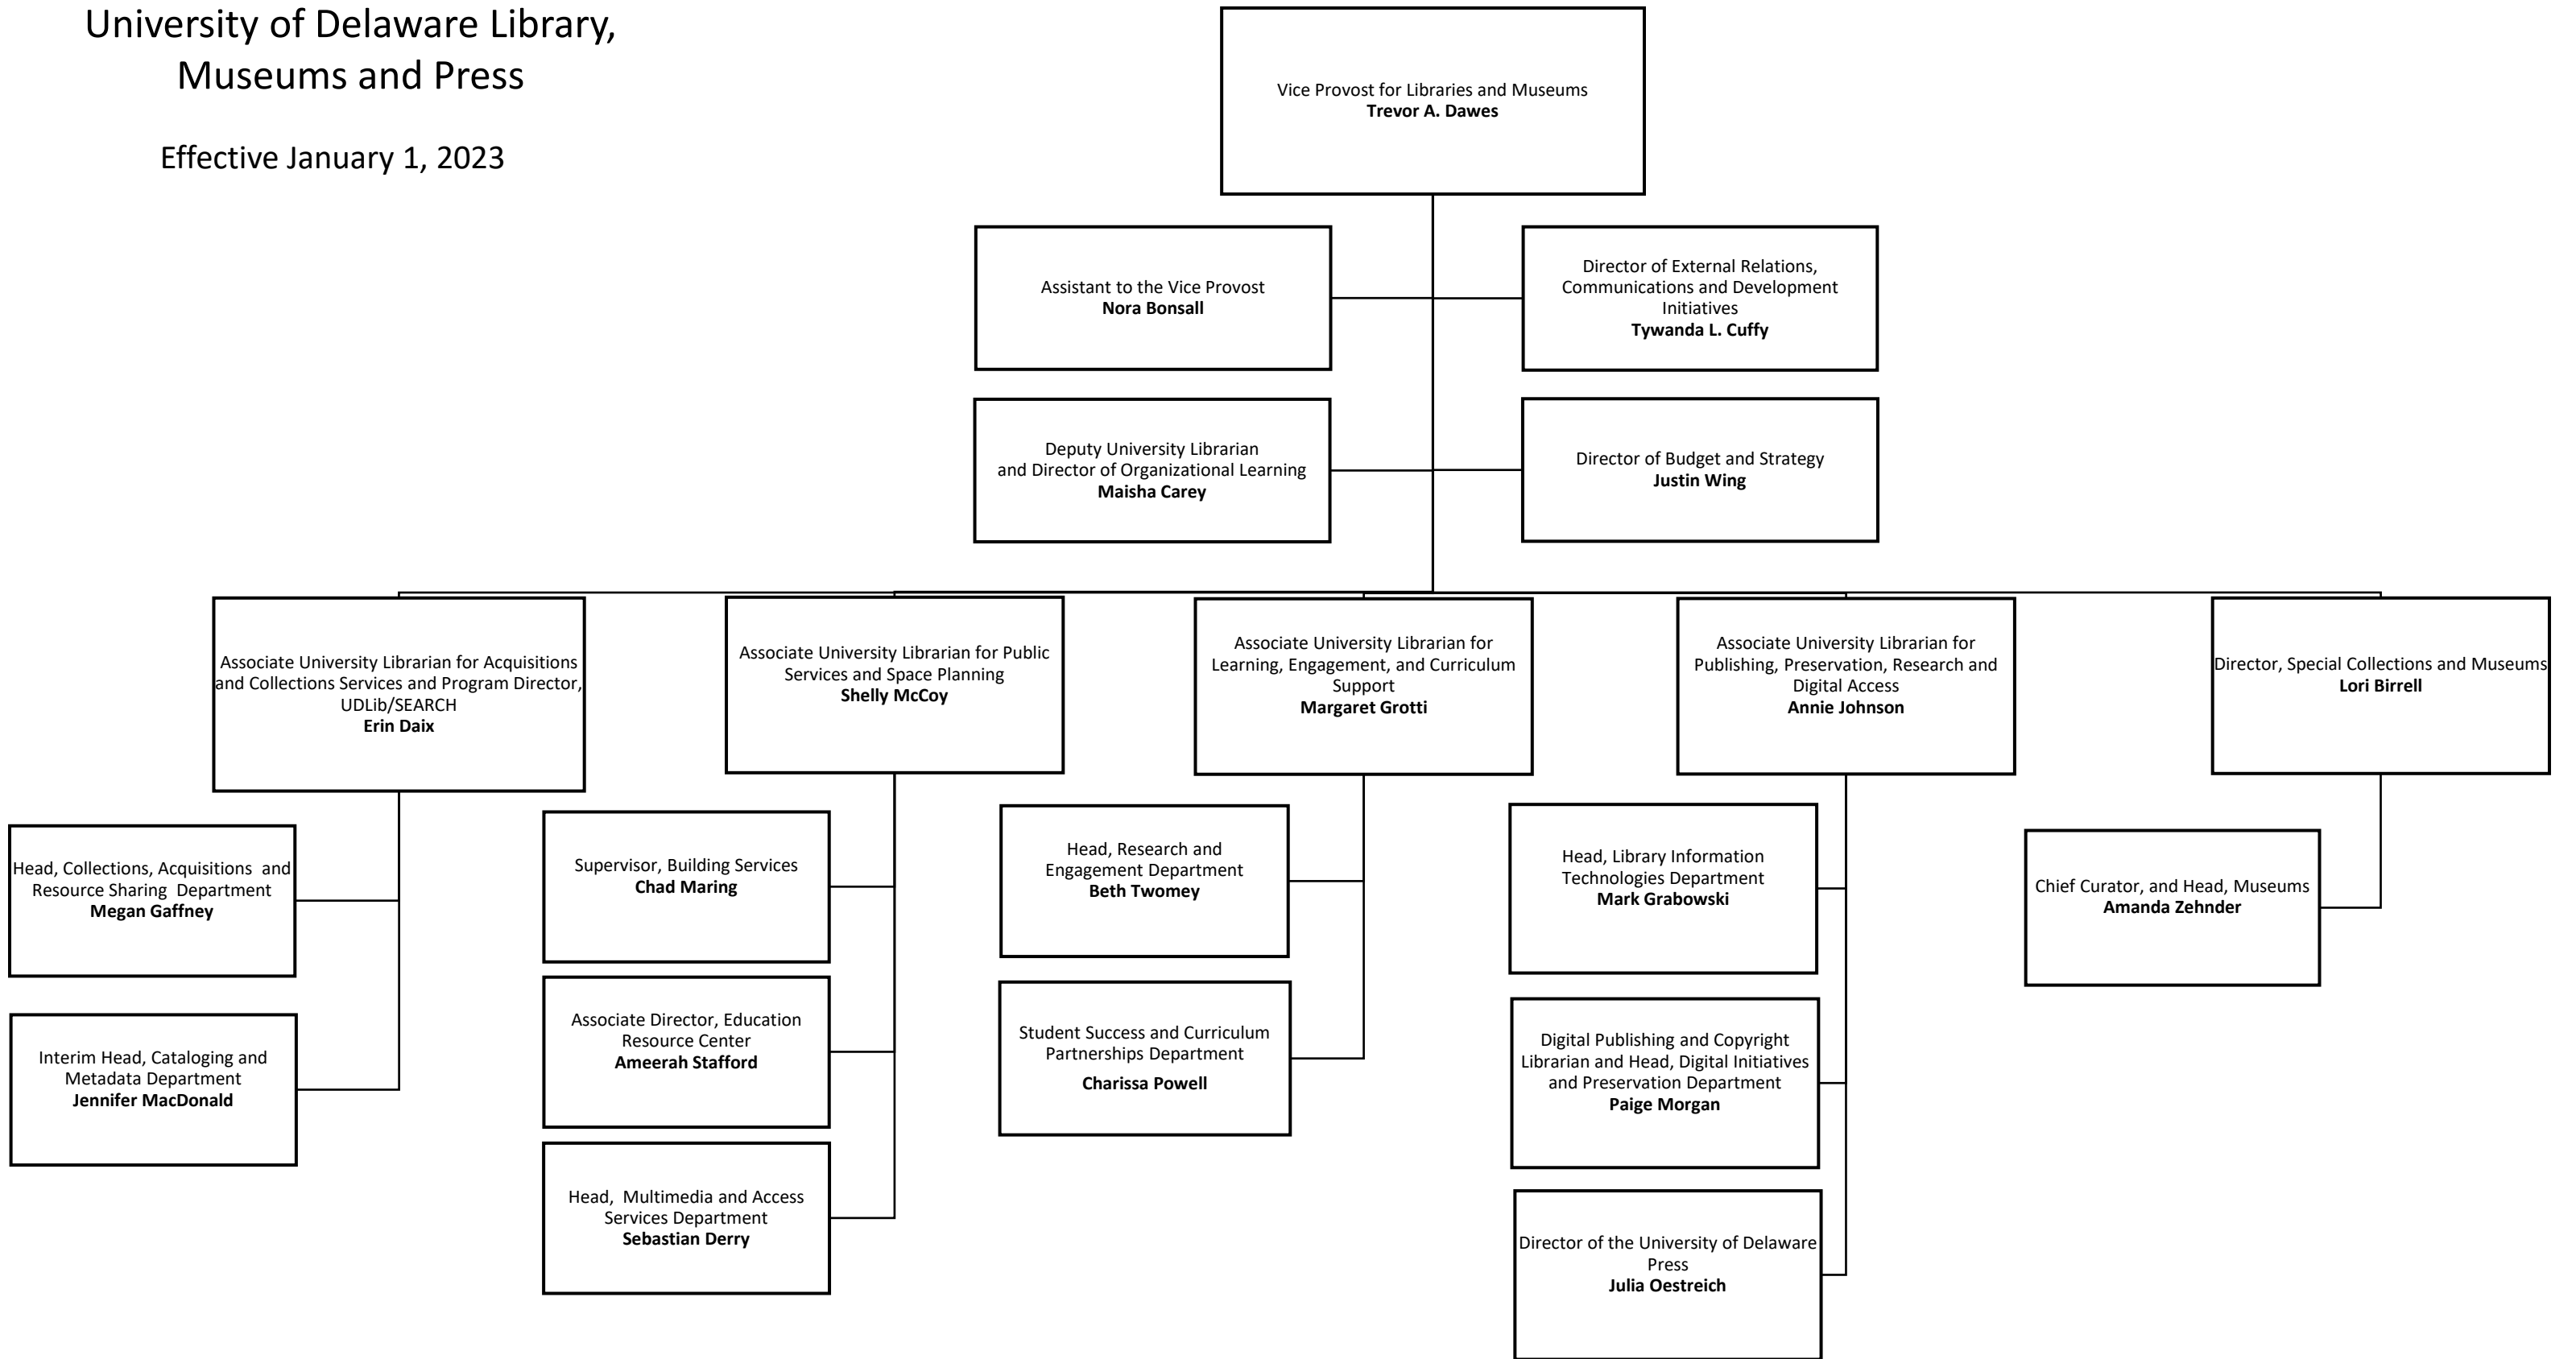 University of Delaware Library,
Museums and Press
Effective January 1, 2023
Vice Provost for Libraries and Museums
Trevor A. Dawes
Assistant to the Vice Provost
Nora Bonsall
Director of External Relations,
Communications and Development
Initiatives
Tywanda L. Cuffy
Deputy University Librarian
and Director of Organizational Learning
Maisha Carey
Director of Budget and Strategy
Justin Wing
Associate University Librarian for Acquisitions
and Collections Services and Program Director,
UDLib/SEARCH
Erin Daix
Associate University Librarian for Public
Services and Space Planning
Shelly McCoy
Associate University Librarian for
Learning, Engagement, and Curriculum
Support
Margaret Grotti
Associate University Librarian for
Publishing, Preservation, Research and
Digital Access
Annie Johnson
Director, Special Collections and Museums
Lori Birrell
Head, Collections, Acquisitions and
Resource Sharing Department
Megan Gaffney
Interim Head, Cataloging and
Metadata Department
Jennifer MacDonald
Supervisor, Building Services
Chad Maring
Associate Director, Education
Resource Center
Ameerah Stafford
Head, Multimedia and Access
Services Department
Sebastian Derry
Head, Research and
Engagement Department
Beth Twomey
Student Success and Curriculum
Partnerships Department
Charissa Powell
Head, Library Information
Technologies Department
Mark Grabowski
Digital Publishing and Copyright
Librarian and Head, Digital Initiatives
and Preservation Department
Paige Morgan
Director of the University of Delaware
Press
Julia Oestreich
Chief Curator, and Head, Museums
Amanda Zehnder